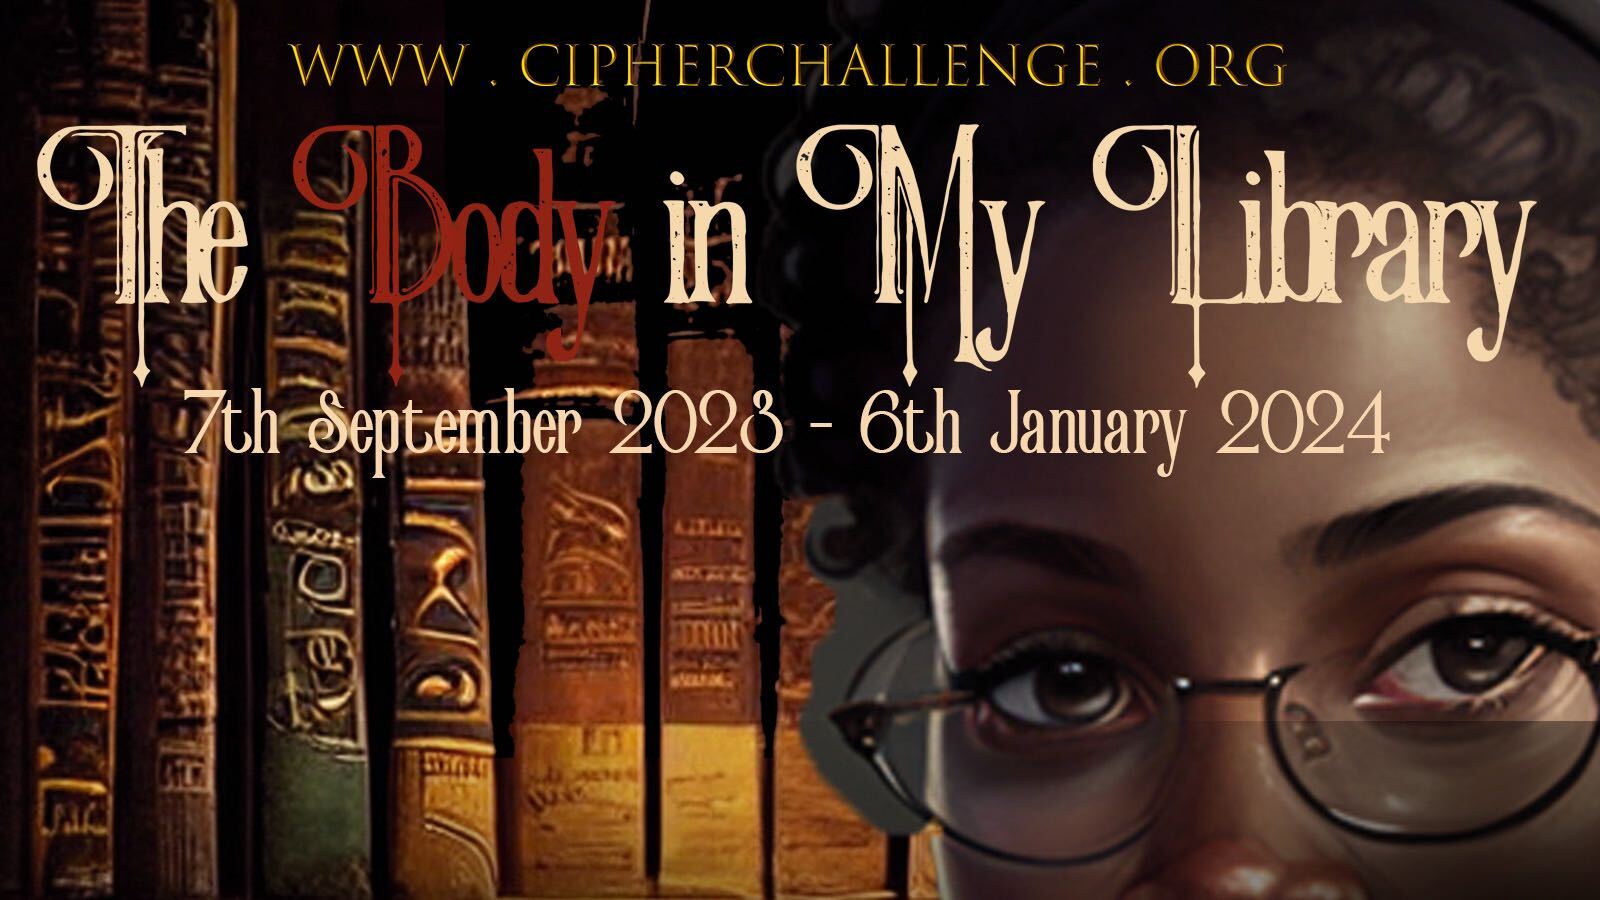 WWW . CIPHERCHALLENGE . ORG
The Body in My Library
7th September 2023 - 6th January 2024